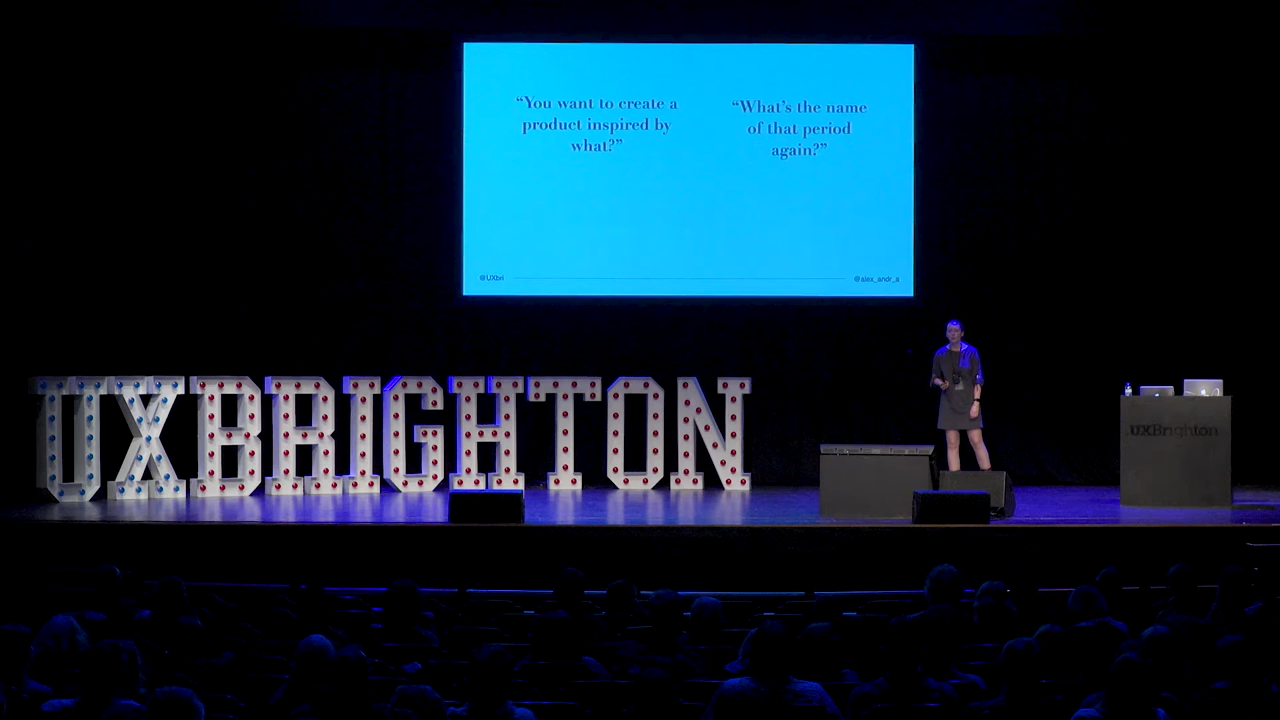 “You want to create a
product inspired by
what?”
“What’s the name
of that period
again?”
@UXbri
@alex_andr_a
UXBRIGHTON
UXBrighton